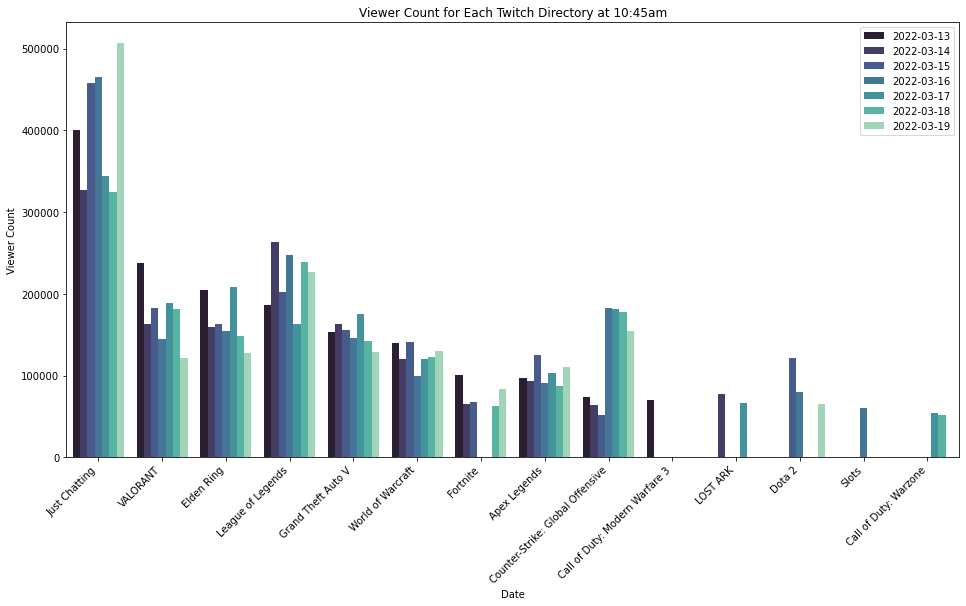 Viewer Count for Each Twitch Directory at 10:45am
2022-03-13
2022-03-14
2022-03-15
2022-03-16
2022-03-17
2022-03-18
2022-03-19
Viewer Count
500000
400000
300000
200000
100000
0
Just Chatting
VALORANT
Elden Ring
League of Legends
Grand Theft Auto V
World of Warcraft
Fortnite
Apex Legends
Counter-Strike: Global Offensive
Call of Duty: Modern Warfare 3
LOST ARK
Dota 2
Slots
Call of Duty: Warzone
Date